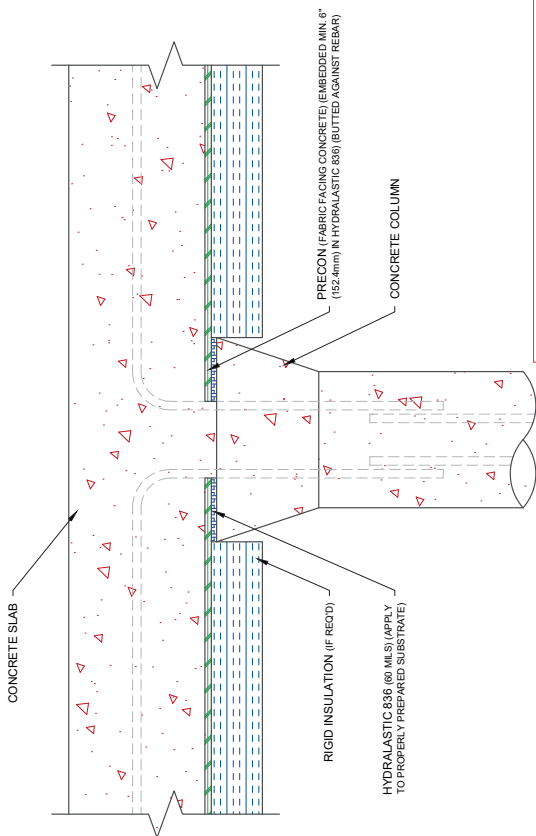 CONCRETE SLAB
PRECON (FABRIC FACING CONCRETE) (EMBEDDED MIN. 6"
(152.4mm) IN HYDRALASTIC 836) (BUTTED AGAINST REBAR)
CONCRETE COLUMN
RIGID INSULATION (IF REQ'D)
HYDRALASTIC 836 (60 MILS) (APPLY
TO PROPERLY PREPARED SUBSTRATE)